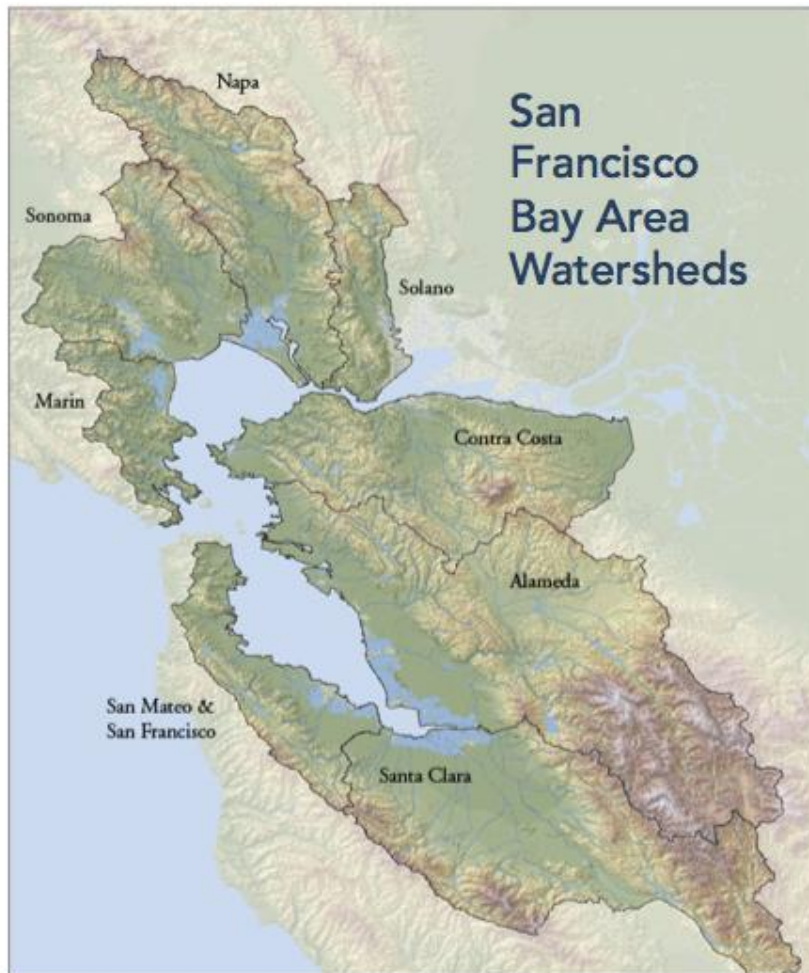 Napa
San
Francisco
Bay Area
Watersheds
Sonoma
Solano
Marin
Contra Costa
Alameda
San Mateo &
San Francisco
Santa Clara